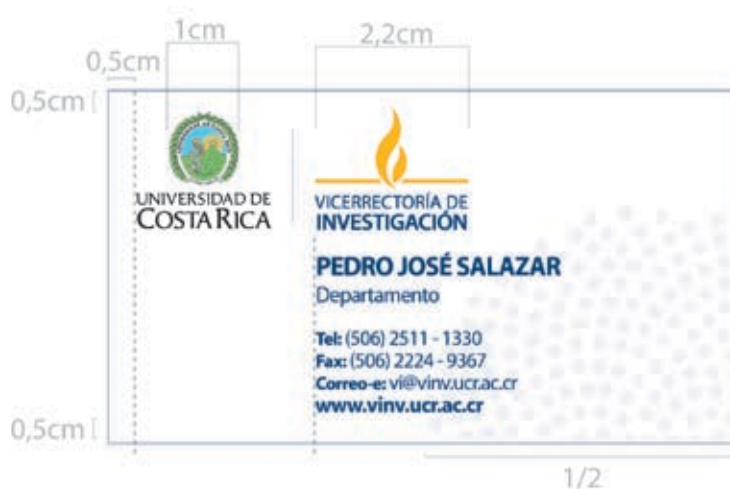 1cm
2,2cm
0,5cm
0,5cm
UNIVERSIDAD DE
COSTA RICA
VICERRECTORÍA DE
INVESTIGACIÓN
PEDRO JOSÉ SALAZAR
Departamento
Tel: (506) 2511 - 1330
Fax: (506) 2224 - 9367
Correo-e: vi@vinv.ucr.ac.cr
www.vinv.ucr.ac.cr
0,5cm
1/2